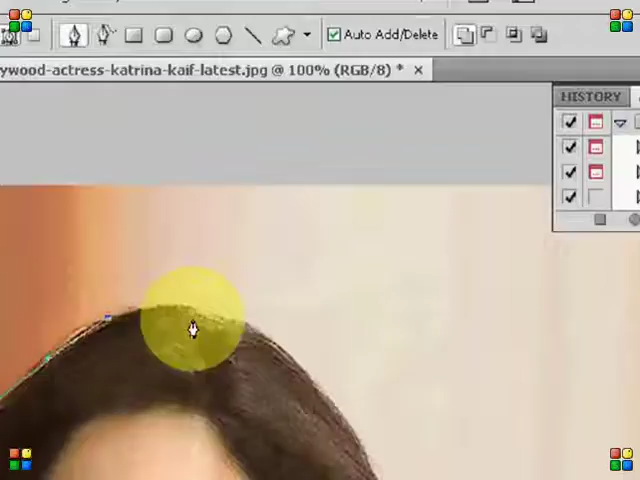 Auto Add/Delete
ywood-actress-katrina-kaif-latest.jpg @ 100% (RGB/8) * ×
HISTORY